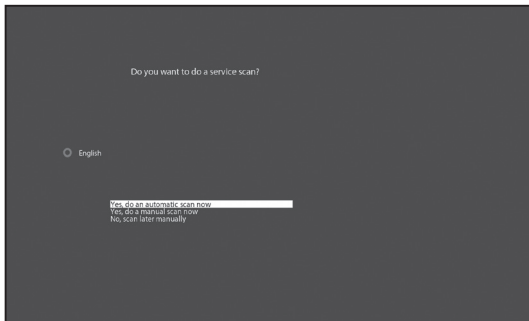 Do you want to do a service scan?
English
Yes, do an automatic scan now
Yes, do a manual scan now
No, scan later manually